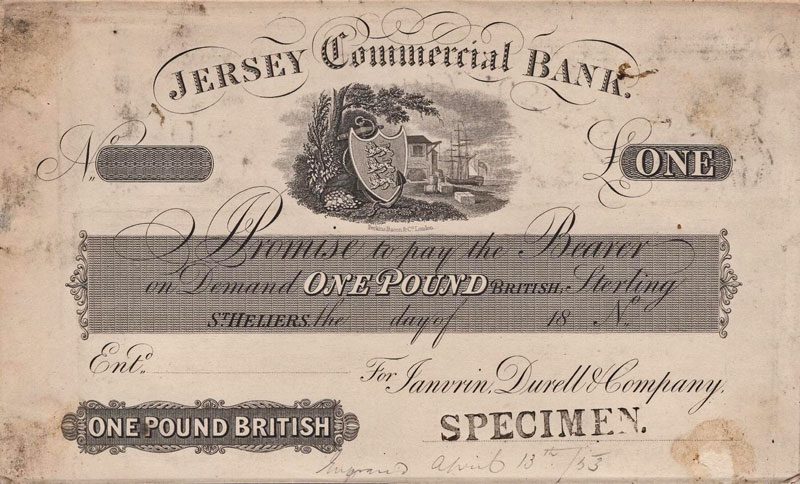 JERSEY Commercial BANK.
No.
£ ONE
Perkins, Bacon & Co. London.
I Promise to pay the Bearer
on Demand ONE POUND BRITISH, Sterling
ST. HELIERS, the day of 18 No.
Entd.
For Janvrin, Durell & Company.
ONE POUND BRITISH
SPECIMEN.
Engraved April 13th/53